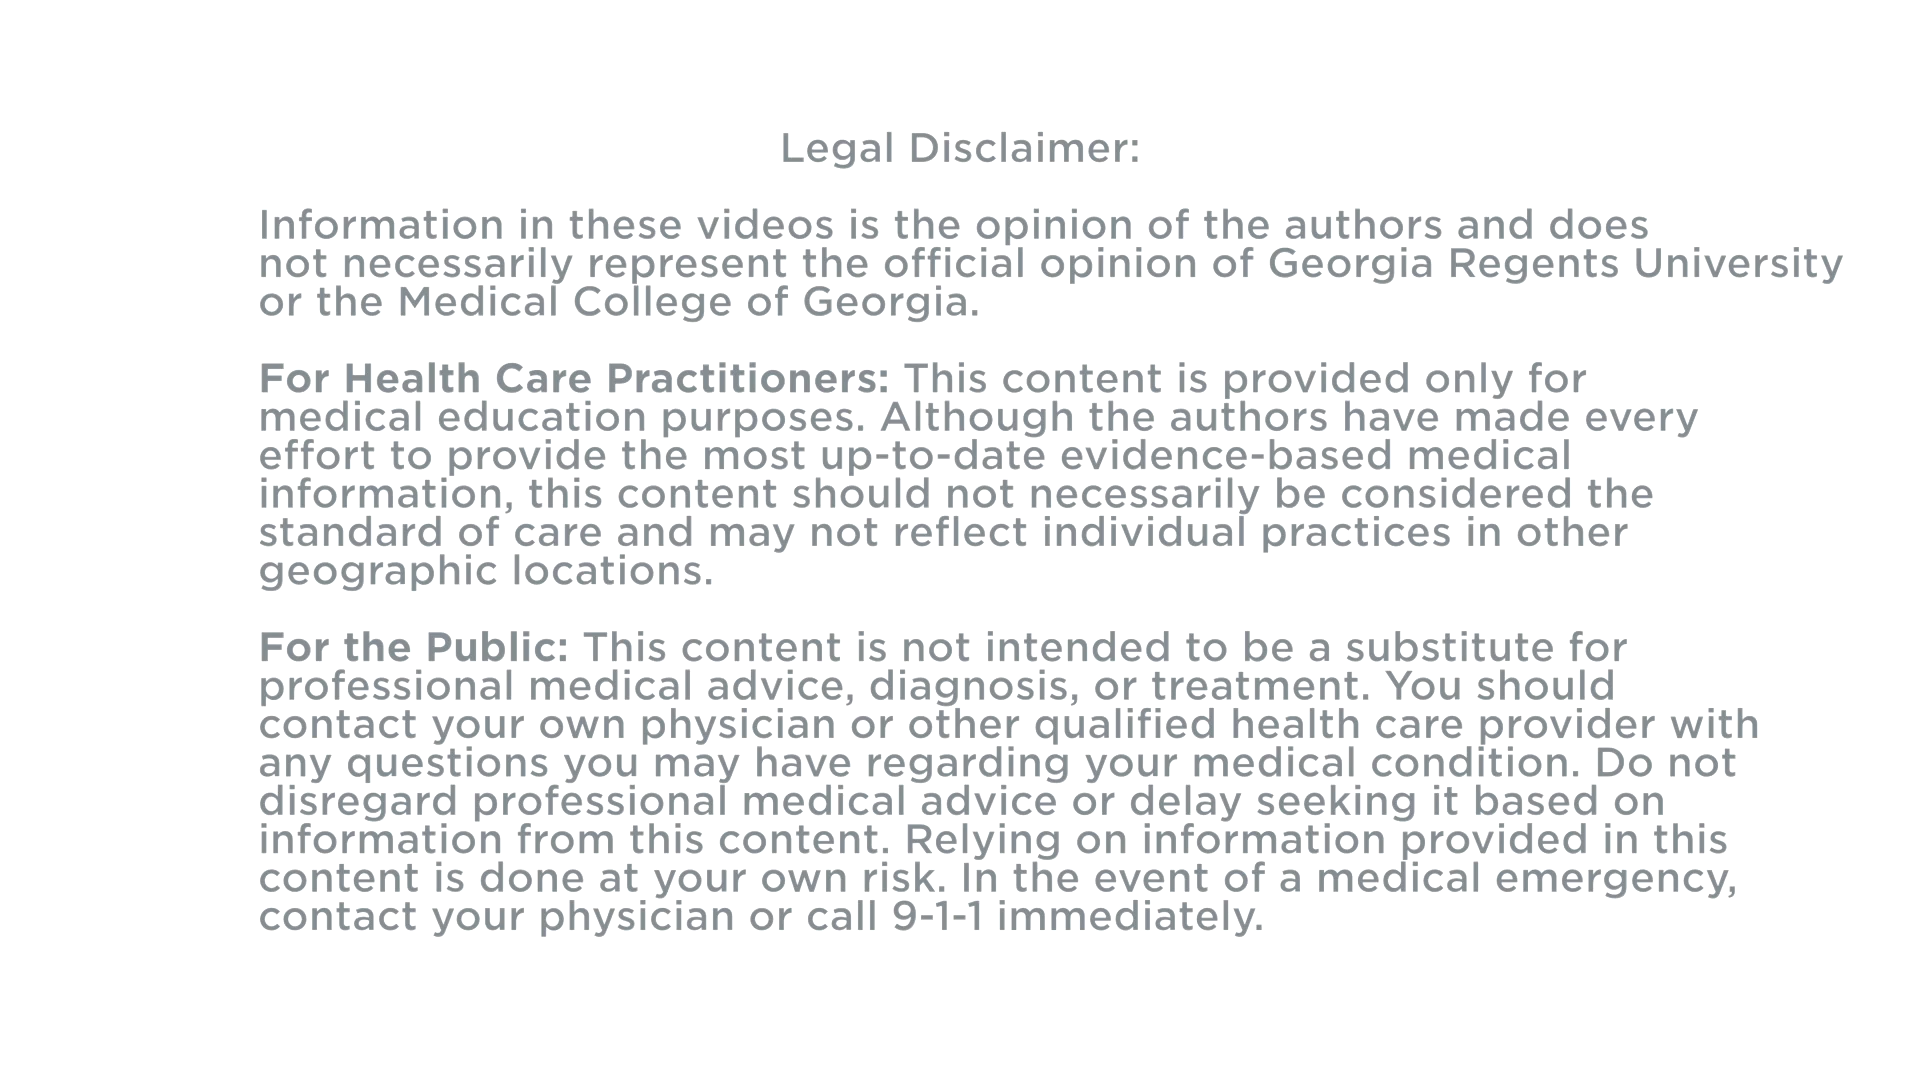 Legal Disclaimer:
Information in these videos is the opinion of the authors and does
not necessarily represent the official opinion of Georgia Regents University
or the Medical College of Georgia.
For Health Care Practitioners: This content is provided only for
medical education purposes. Although the authors have made every
effort to provide the most up-to-date evidence-based medical
information, this content should not necessarily be considered the
standard of care and may not reflect individual practices in other
geographic locations.
For the Public: This content is not intended to be a substitute for
professional medical advice, diagnosis, or treatment. You should
contact your own physician or other qualified health care provider with
any questions you may have regarding your medical condition. Do not
disregard professional medical advice or delay seeking it based on
information from this content. Relying on information provided in this
content is done at your own risk. In the event of a medical emergency,
contact your physician or call 9-1-1 immediately.